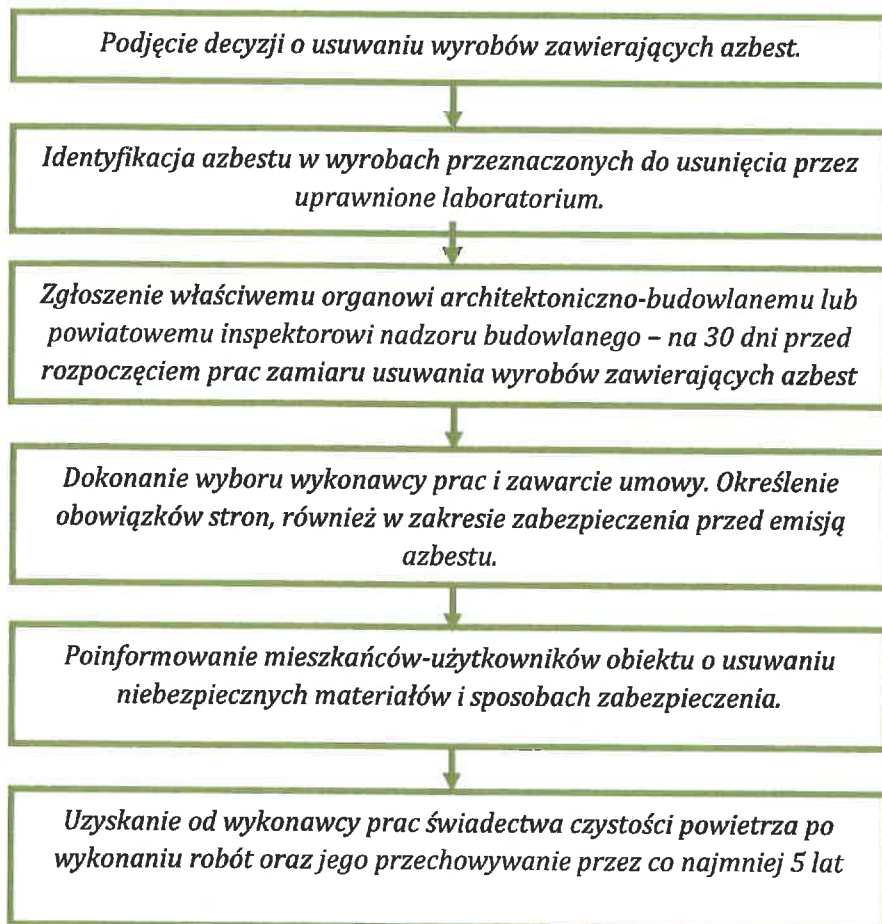 Podjęcie decyzji o usuwaniu wyrobów zawierających azbest.
Identyfikacja azbestu w wyrobach przeznaczonych do usunięcia przez
uprawnione laboratorium.
Zgłoszenie właściwemu organowi architektoniczno-budowlanemu lub
powiatowemu inspektorowi nadzoru budowlanego – na 30 dni przed
rozpoczęciem prac zamiaru usuwania wyrobów zawierających azbest
Dokonanie wyboru wykonawcy prac i zawarcie umowy. Określenie
obowiązków stron, również w zakresie zabezpieczenia przed emisją
azbestu.
Poinformowanie mieszkańców-użytkowników obiektu o usuwaniu
niebezpiecznych materiałów i sposobach zabezpieczenia.
Uzyskanie od wykonawcy prac świadectwa czystości powietrza po
wykonaniu robót oraz jego przechowywanie przez co najmniej 5 lat